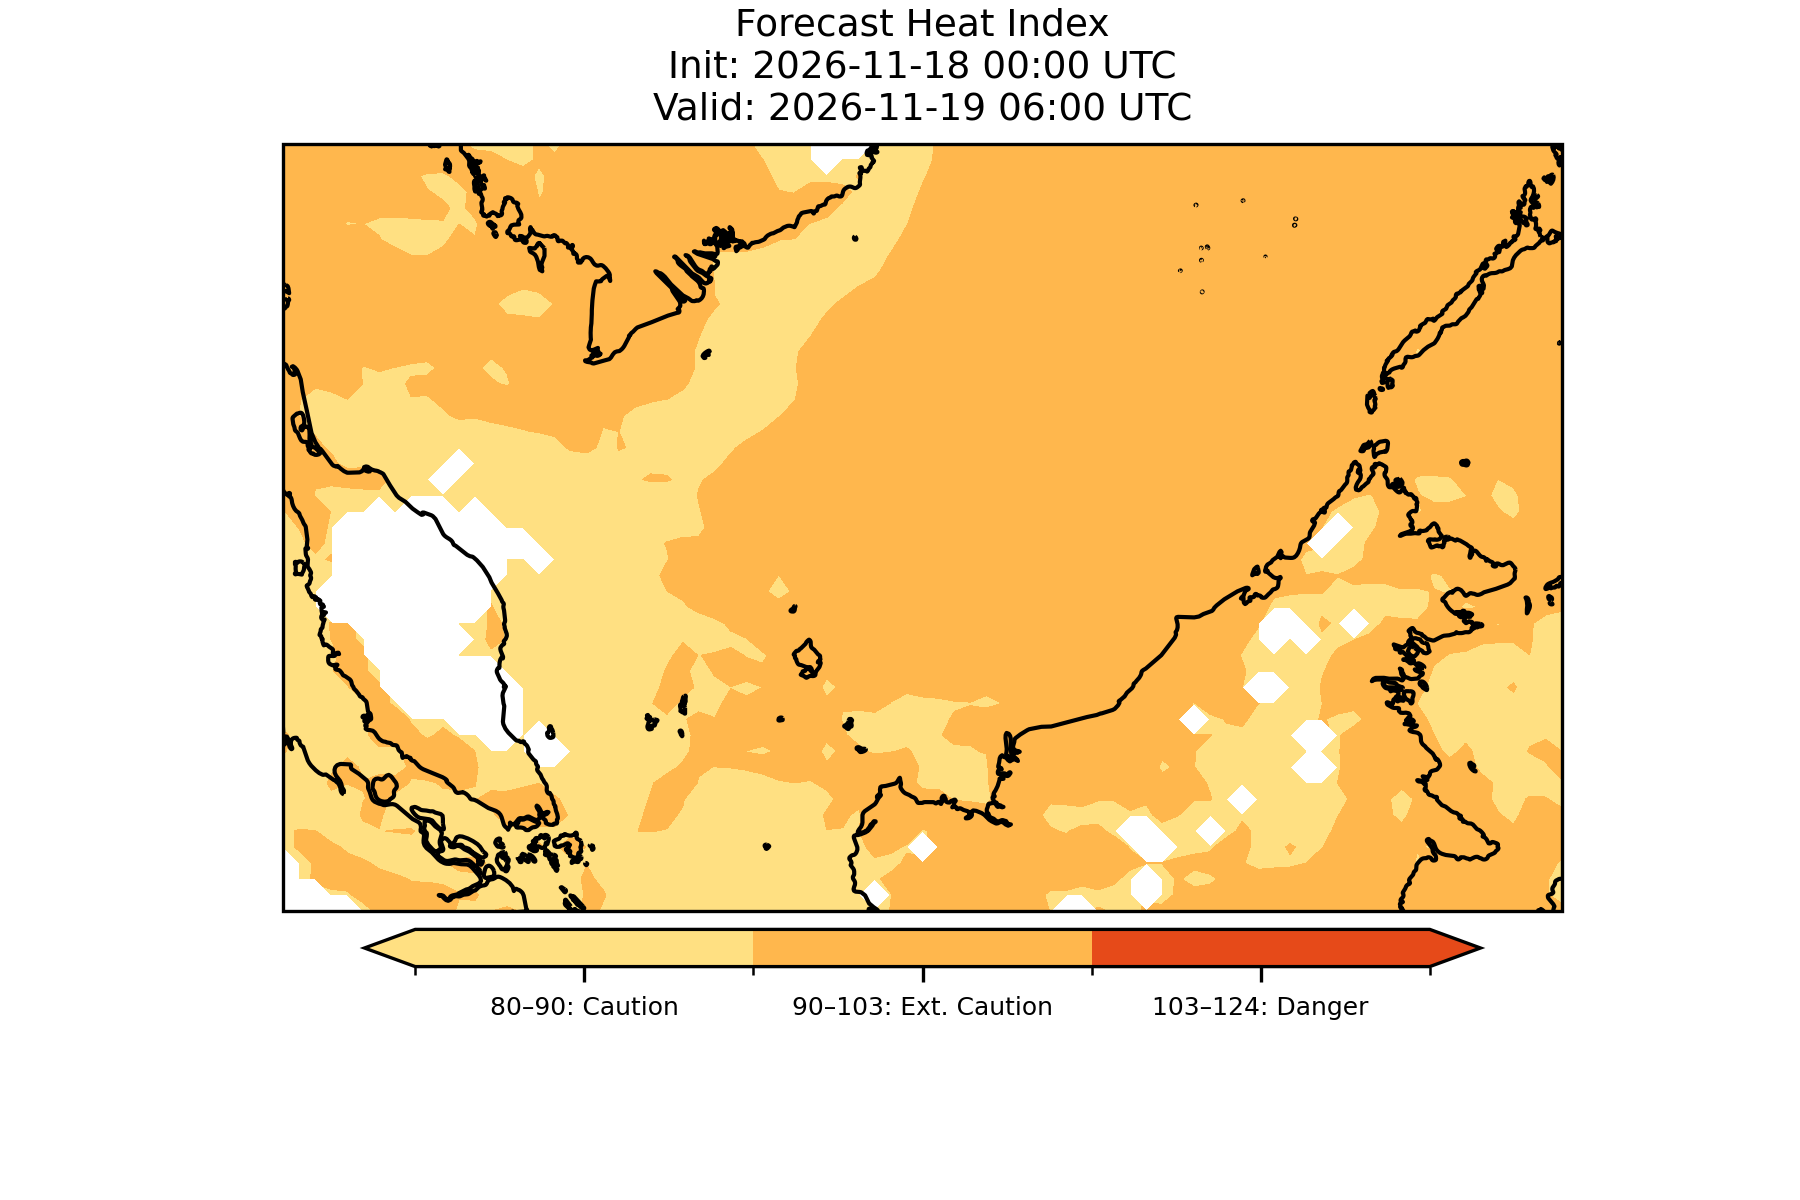 Forecast Heat Index
Init: 2026-11-18 00:00 UTC
Valid: 2026-11-19 06:00 UTC
80–90: Caution
90–103: Ext. Caution
103–124: Danger